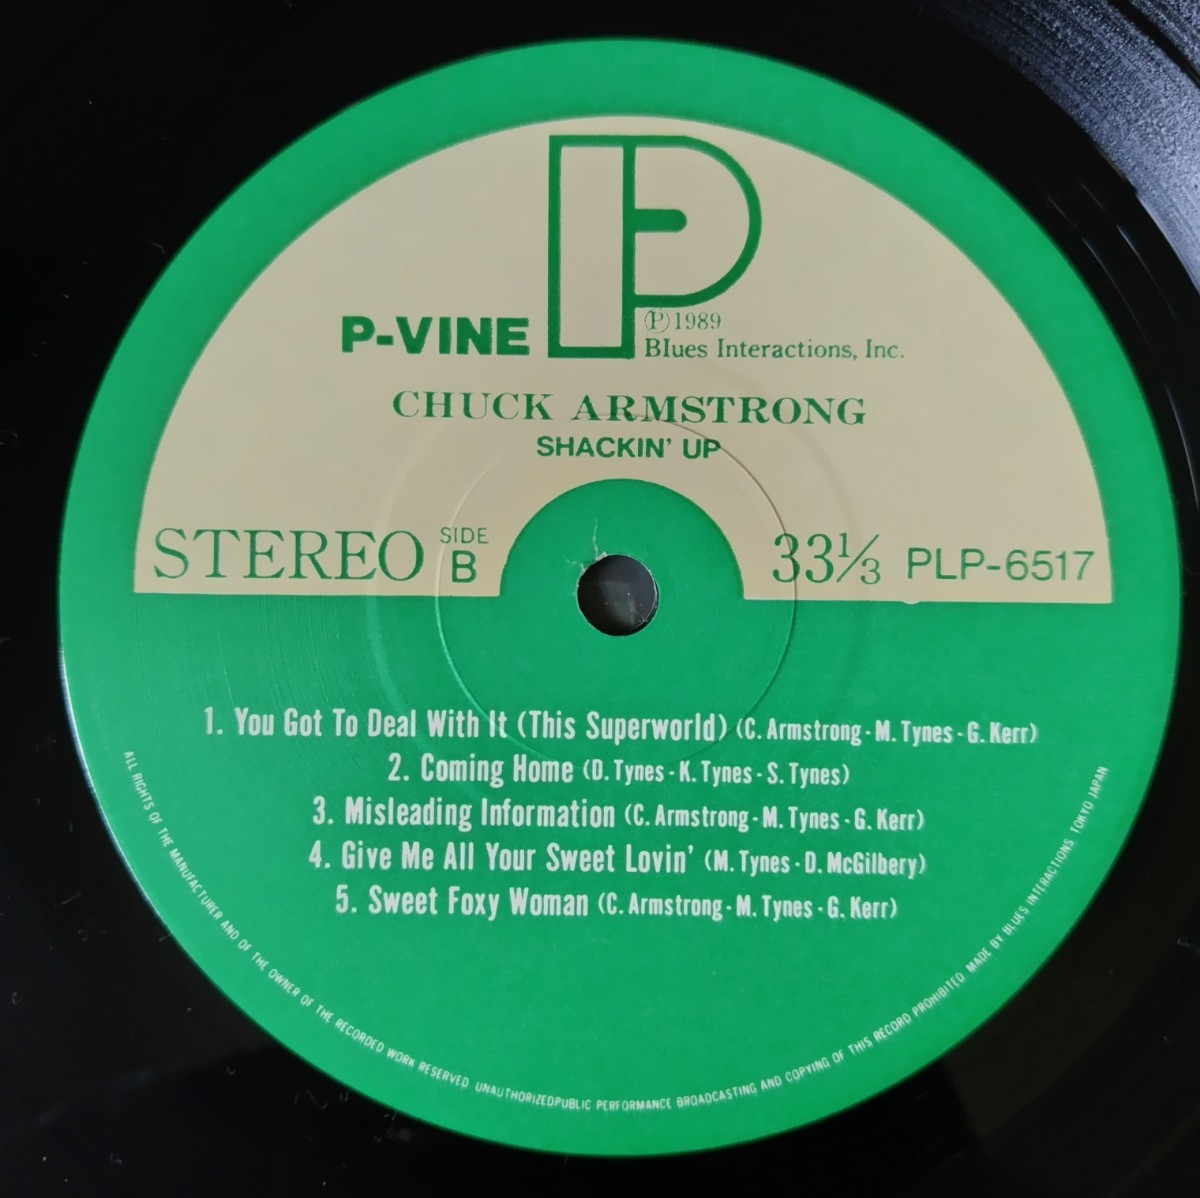 P
P-VINE
℗1989
Blues Interactions, Inc.
CHUCK ARMSTRONG
SHACKIN' UP
STEREO
SIDE
B
33⅓ PLP-6517
1. You Got To Deal With It (This Superworld) (C. Armstrong - M. Tynes - G. Kerr)
2. Coming Home (D. Tynes - K. Tynes - S. Tynes)
3. Misleading Information (C. Armstrong - M. Tynes - G. Kerr)
4. Give Me All Your Sweet Lovin' (M. Tynes - D. McGilbery)
5. Sweet Foxy Woman (C. Armstrong - M. Tynes - G. Kerr)
ALL RIGHTS OF THE MANUFACTURER AND OF THE OWNER OF THE RECORDED WORK RESERVED UNAUTHORIZEDPUBLIC PERFORMANCE BROADCASTING AND COPYING OF THIS RECORD PROHIBITED MADE BY BLUES INTERACTIONS TOKYO JAPAN